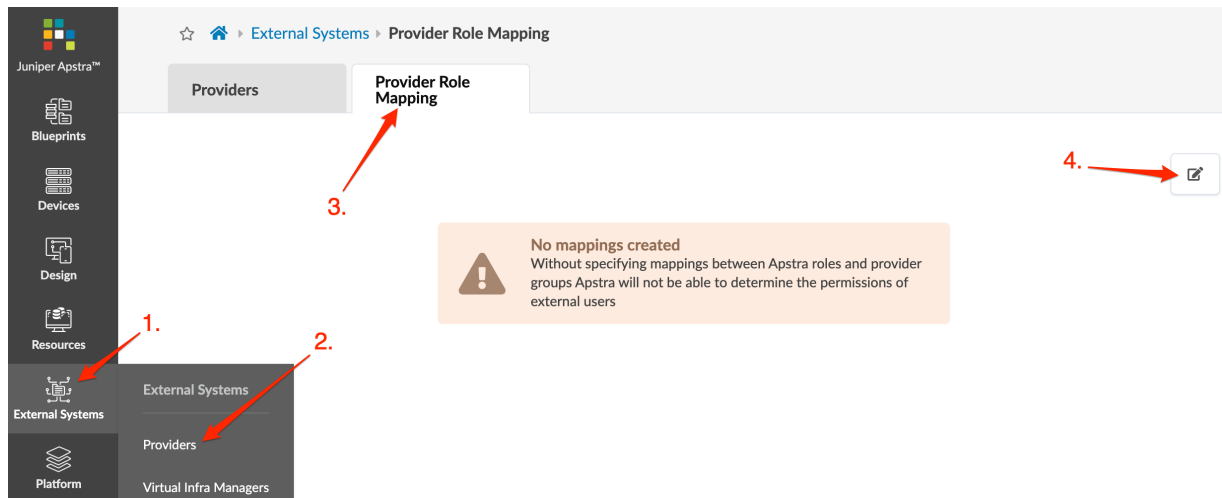 Juniper Apstra™
Blueprints
Devices
Design
Resources
External Systems
Platform
External Systems
Providers
Virtual Infra Managers
External Systems Provider Role Mapping
Providers
Provider Role
Mapping
1.
2.
3.
4.
No mappings created
Without specifying mappings between Apstra roles and provider
groups Apstra will not be able to determine the permissions of
external users